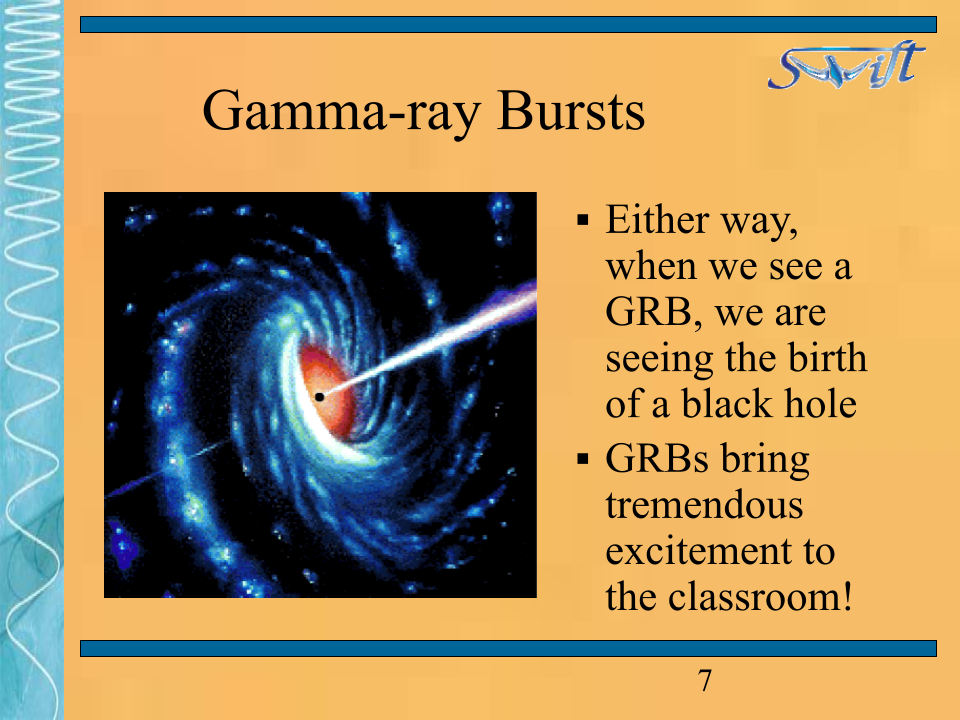 Swift
Gamma-ray Bursts
▪ Either way,
when we see a
GRB, we are
seeing the birth
of a black hole
▪ GRBs bring
tremendous
excitement to
the classroom!
7